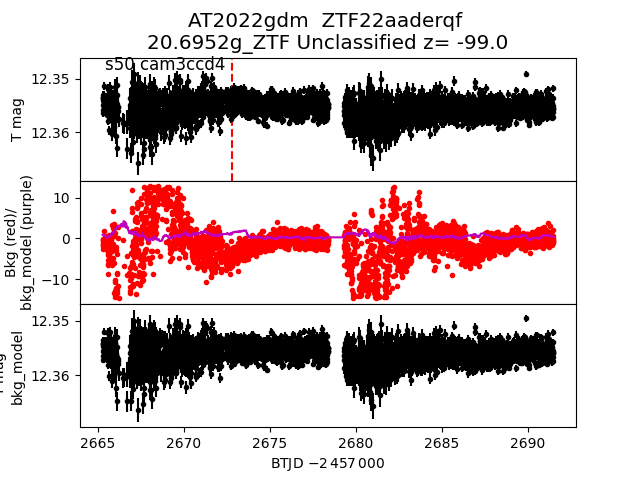 AT2022gdm  ZTF22aaderqf
20.6952g_ZTF Unclassified z= -99.0
s50 cam3ccd4
T mag
12.35
12.36
Bkg (red)/
bkg_model (purple)
10
0
−10
bkg_model
12.35
12.36
2665
2670
2675
2680
2685
2690
BTJD −2 457 000